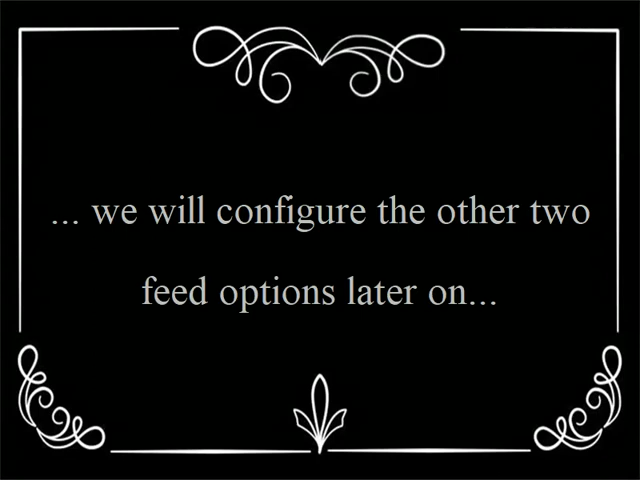 ... we will configure the other two
feed options later on...